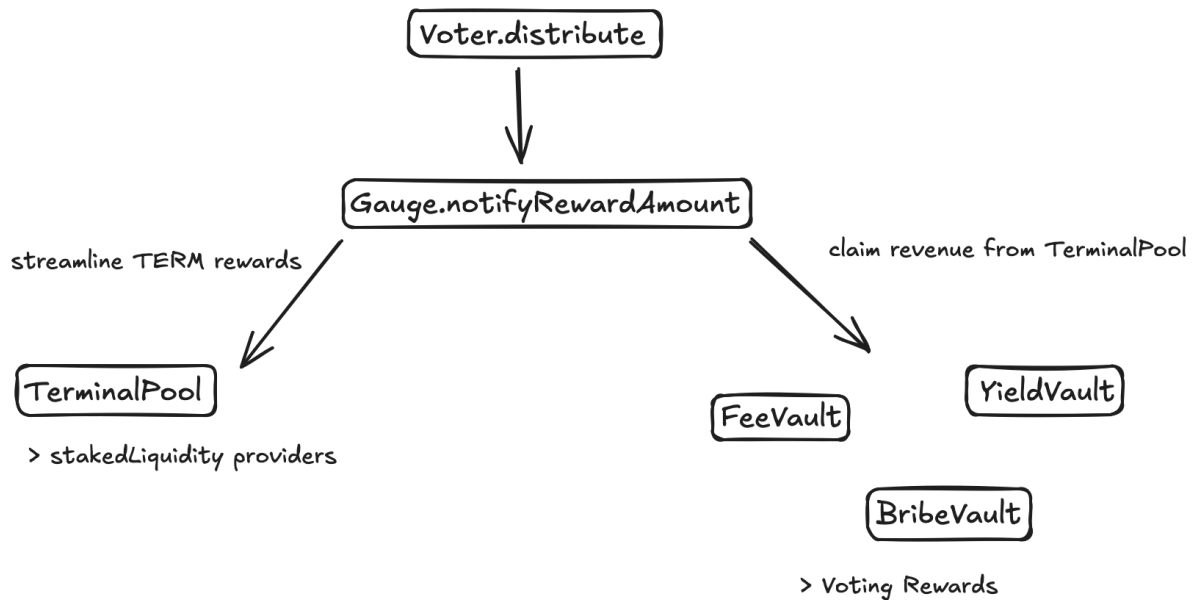 Voter.distribute
Gauge.notifyRewardAmount
streamline TERM rewards
claim revenue from TerminalPool
TerminalPool
> stakedLiquidity providers
FeeVault
YieldVault
BribeVault
> Voting Rewards